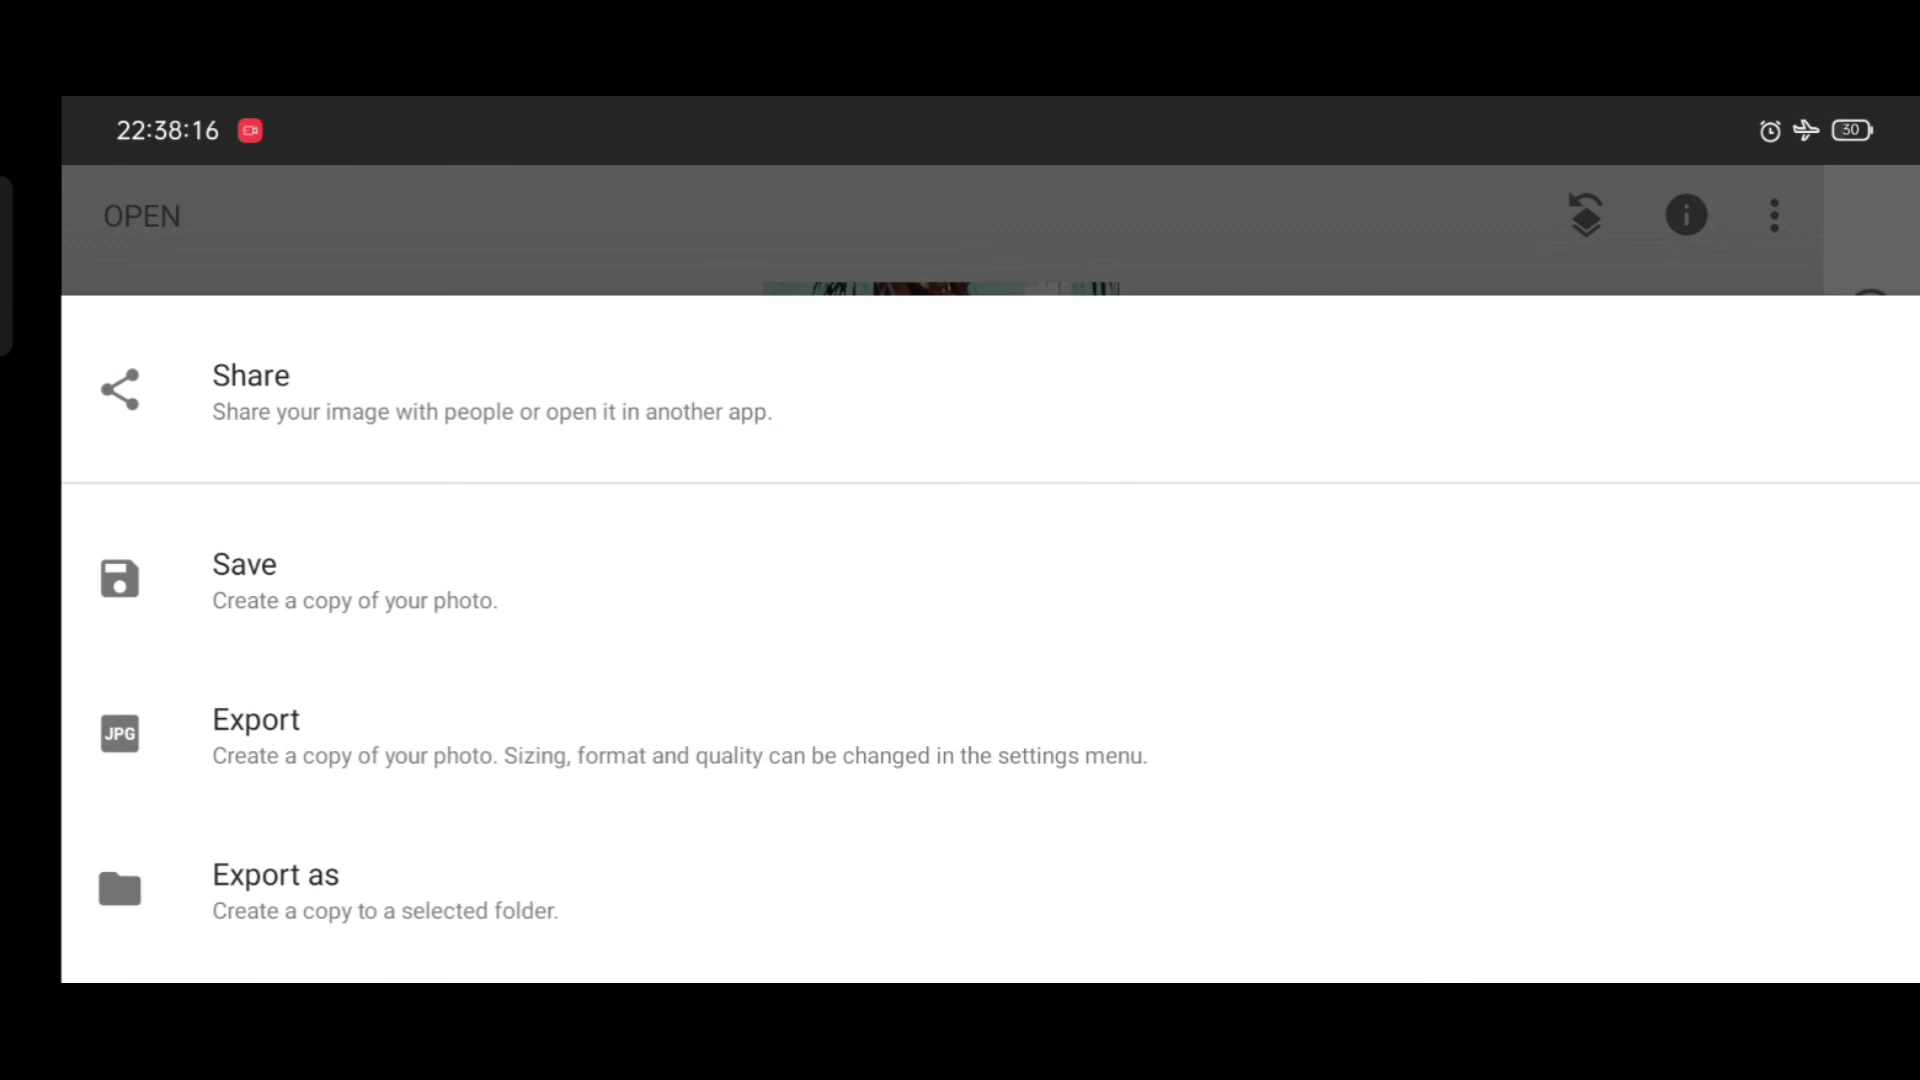 22:38:16
30
OPEN
Share
Share your image with people or open it in another app.
Save
Create a copy of your photo.
JPG
Export
Create a copy of your photo. Sizing, format and quality can be changed in the settings menu.
Export as
Create a copy to a selected folder.